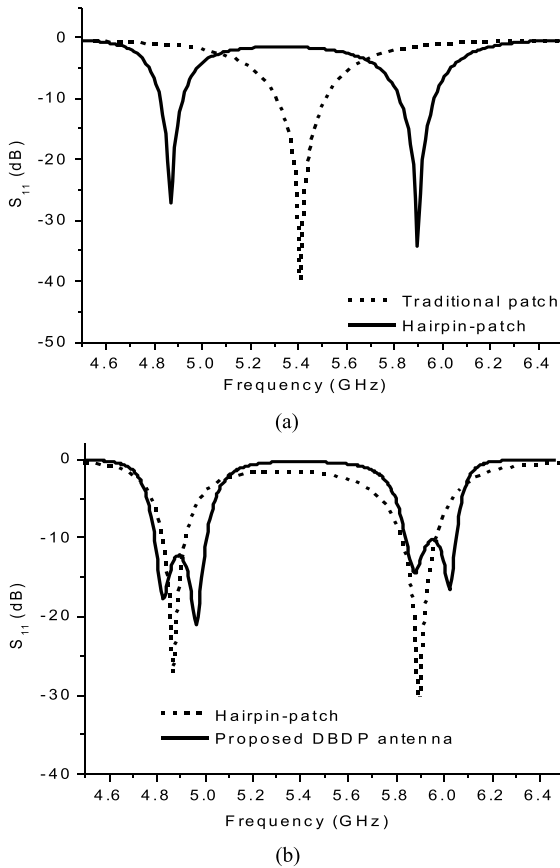 0
-10
-20
-30
-40
-50
S11 (dB)
Traditional patch
Hairpin-patch
4.6 4.8 5.0 5.2 5.4 5.6 5.8 6.0 6.2 6.4
Frequency (GHz)
(a)
0
-10
-20
-30
-40
S11 (dB)
Hairpin-patch
Proposed DBDP antenna
4.6 4.8 5.0 5.2 5.4 5.6 5.8 6.0 6.2 6.4
Frequency (GHz)
(b)